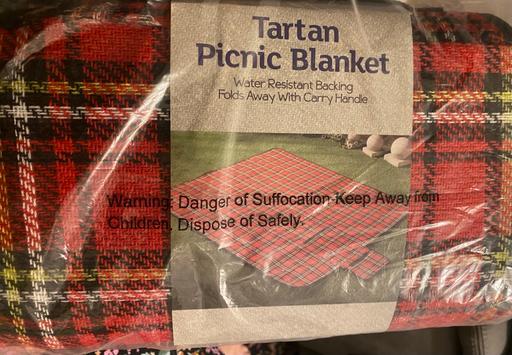 Tartan
Picnic Blanket
Water Resistant Backing
Folds Away With Carry Handle
Warning: Danger of Suffocation-Keep Away from
Children. Dispose of Safely.